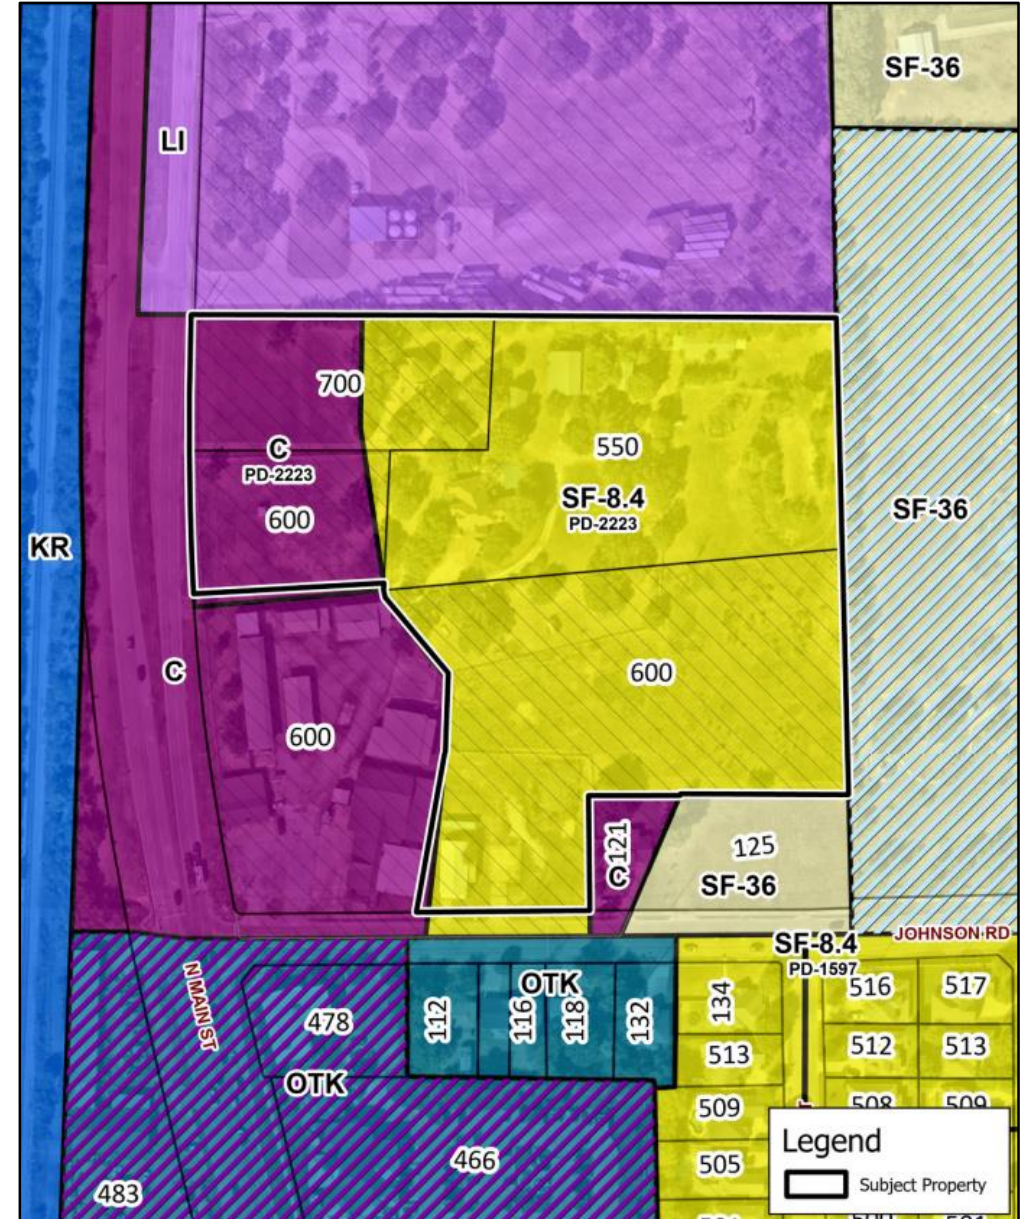 SF-36
LI
700
C
PD-2223
600
550
SF-8.4
PD-2223
SF-36
KR
C
600
600
C 121
125
SF-36
JOHNSON RD
SF-8.4
PD-1597
N MAIN ST
OTK
112
116
118
132
134
516
517
478
513
512
513
OTK
509
508
509
466
505
483
Legend
Subject Property